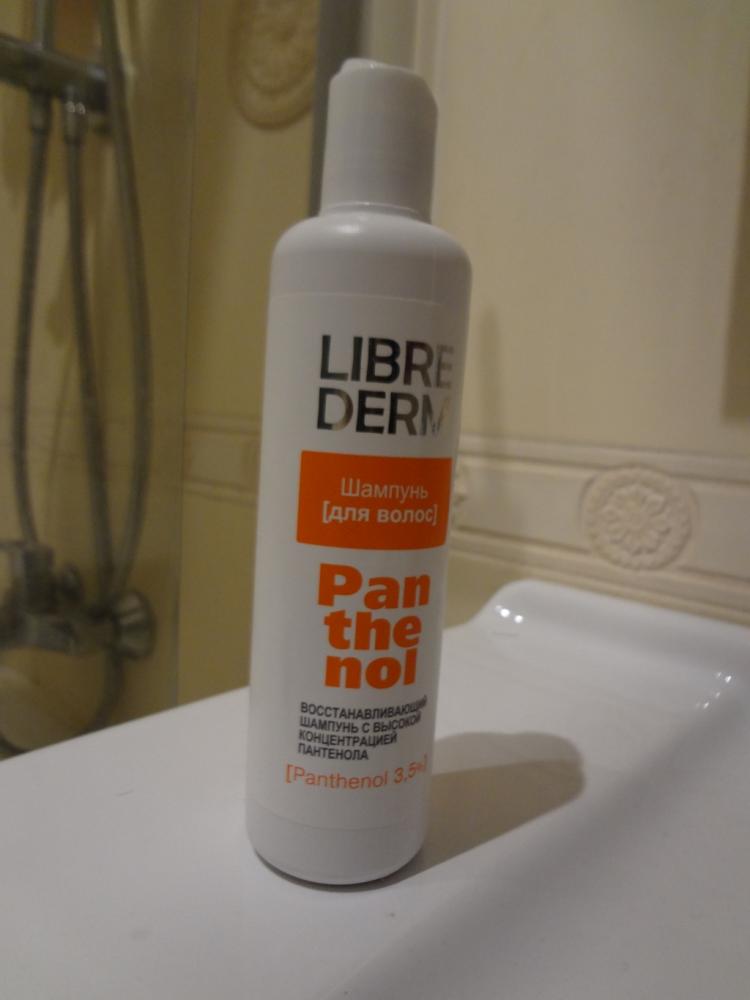 LIBRE
DERM
Шампунь
[для волос]
Pan
the
nol
ВОССТАНАВЛИВАЮЩИЙ
ШАМПУНЬ С ВЫСОКОЙ
КОНЦЕНТРАЦИЕЙ
ПАНТЕНОЛА
[Panthenol 3,5%]